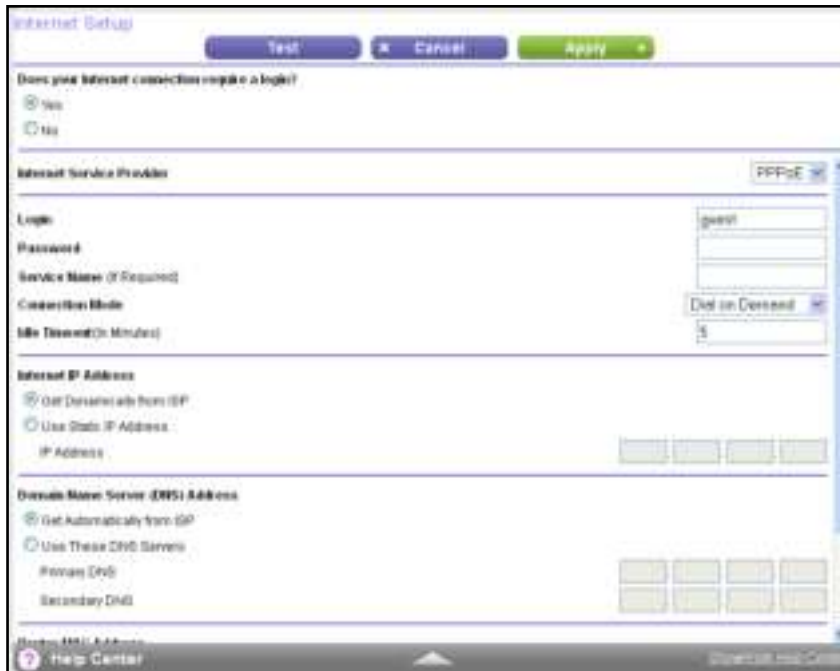 Internet Setup
Test
Cancel
Apply
Does your Internet connection require a login?
Yes
No
Internet Service Provider
PPPoE
Login
guest
Password
Service Name (If Required)
Connection Mode
Dial on Demand
Idle Timeout (In Minutes)
5
Internet IP Address
Get Dynamically from ISP
Use Static IP Address
IP Address
Domain Name Server (DNS) Address
Get Automatically from ISP
Use These DNS Servers
Primary DNS
Secondary DNS
Router MAC Address
Help Center